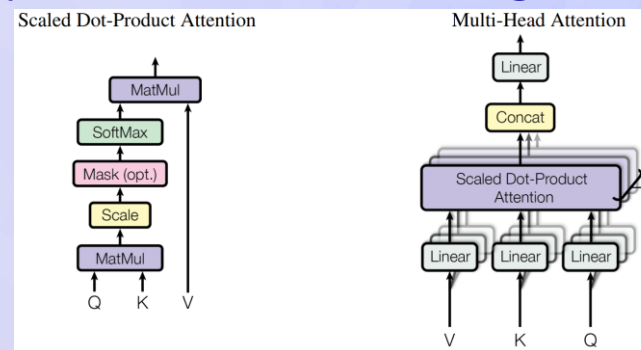 Scaled Dot-Product Attention
MatMul
SoftMax
Mask (opt.)
Scale
MatMul
Q K V
Multi-Head Attention
Linear
Concat
Scaled Dot-Product
Attention
Linear Linear Linear
V K Q